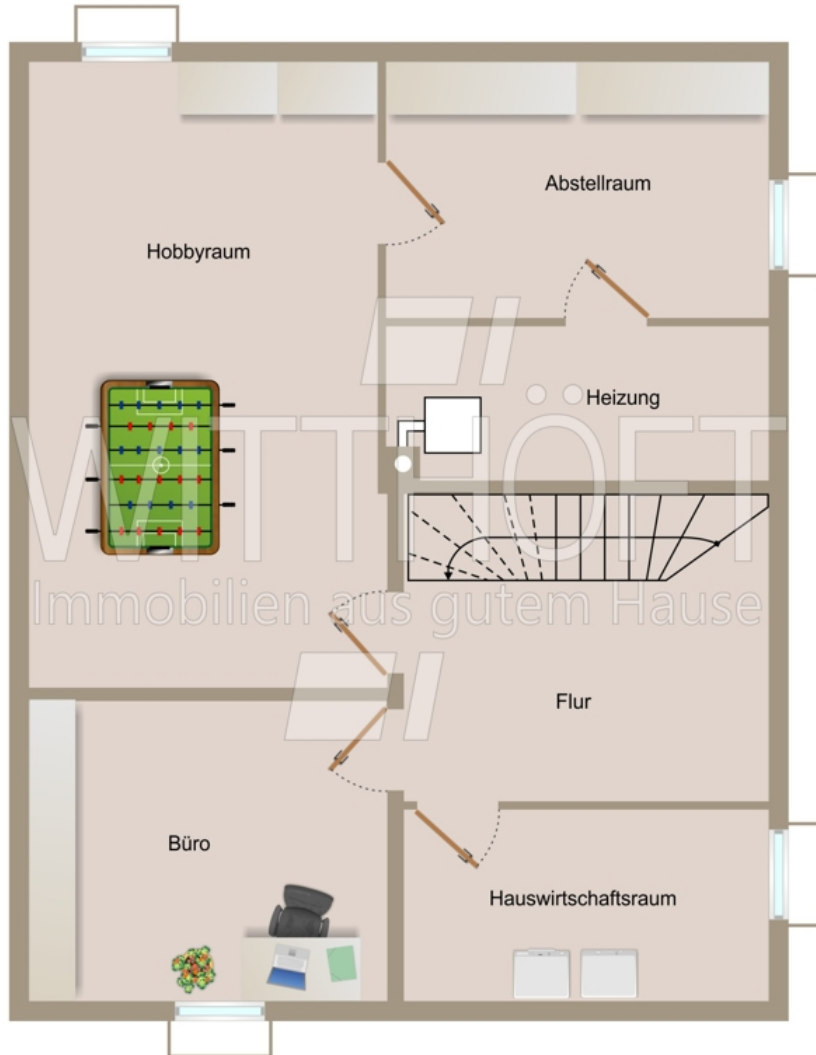 Abstellraum
Hobbyraum
Heizung
WITTHÖFT
Immobilien aus gutem Hause
Flur
Büro
Hauswirtschaftsraum